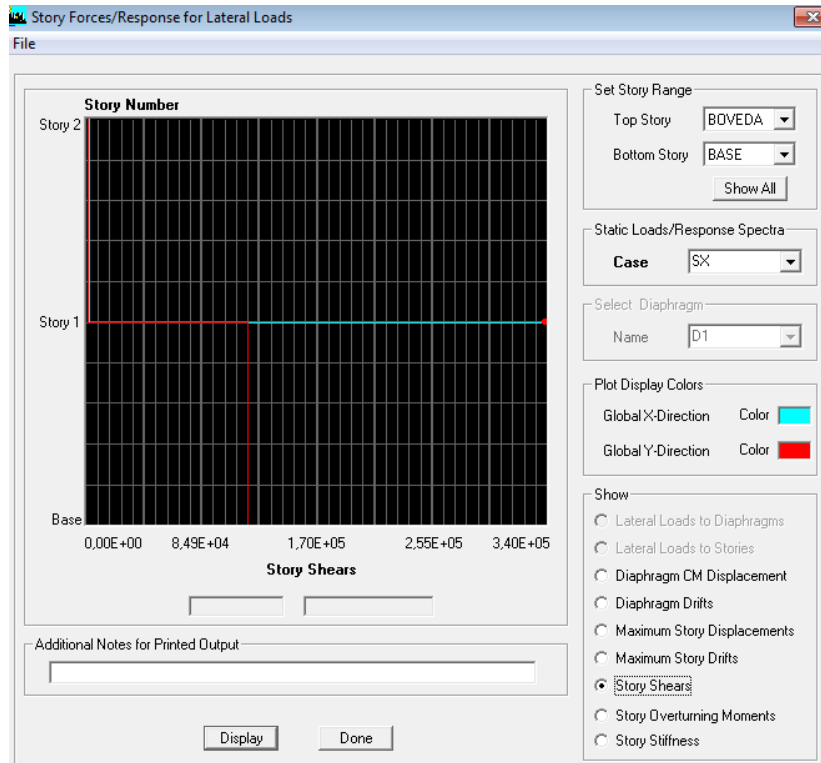 Story Forces/Response for Lateral Loads
File
Story Number
Story 2
Story 1
Base
0,00E+00 8,49E+04 1,70E+05 2,55E+05 3,40E+05
Story Shears
Additional Notes for Printed Output
Display Done
Set Story Range
Top Story BOVEDA
Bottom Story BASE
Show All
Static Loads/Response Spectra
Case SX
Select Diaphragm
Name D1
Plot Display Colors
Global X-Direction Color
Global Y-Direction Color
Show
Lateral Loads to Diaphragms
Lateral Loads to Stories
Diaphragm CM Displacement
Diaphragm Drifts
Maximum Story Displacements
Maximum Story Drifts
Story Shears
Story Overturning Moments
Story Stiffness